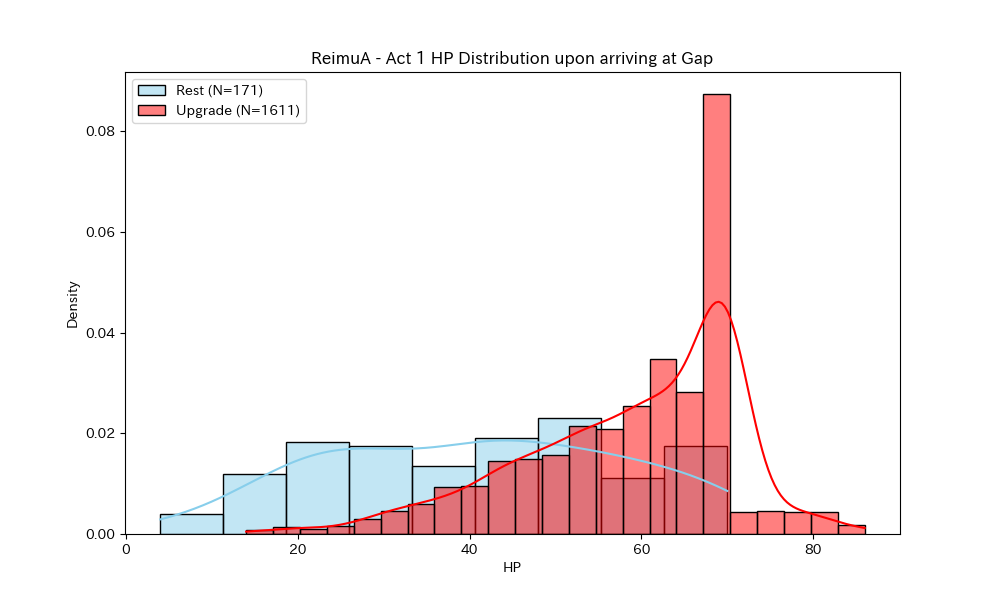 ReimuA - Act 1 HP Distribution upon arriving at Gap
Rest (N=171)
Upgrade (N=1611)
Density
0.08
0.06
0.04
0.02
0.00
0
20
40
60
80
HP